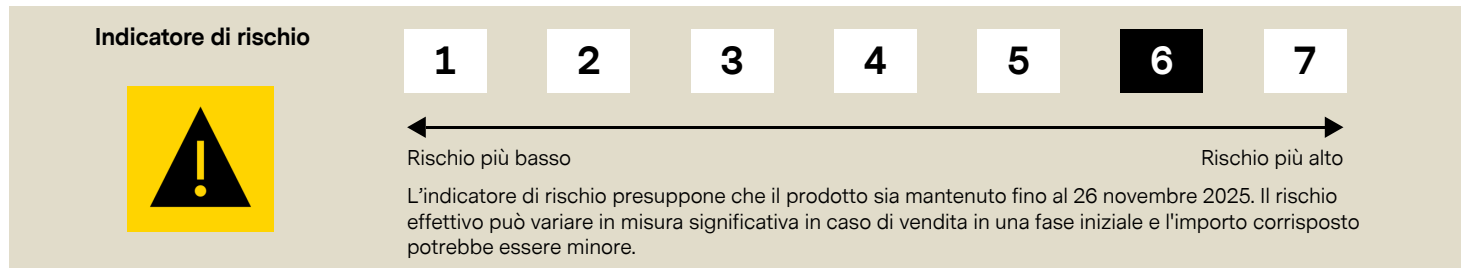 Indicatore di rischio
1 2 3 4 5 6 7
!
Rischio più basso Rischio più alto
L'indicatore di rischio presuppone che il prodotto sia mantenuto fino al 26 novembre 2025. Il rischio
effettivo può variare in misura significativa in caso di vendita in una fase iniziale e l'importo corrisposto
potrebbe essere minore.